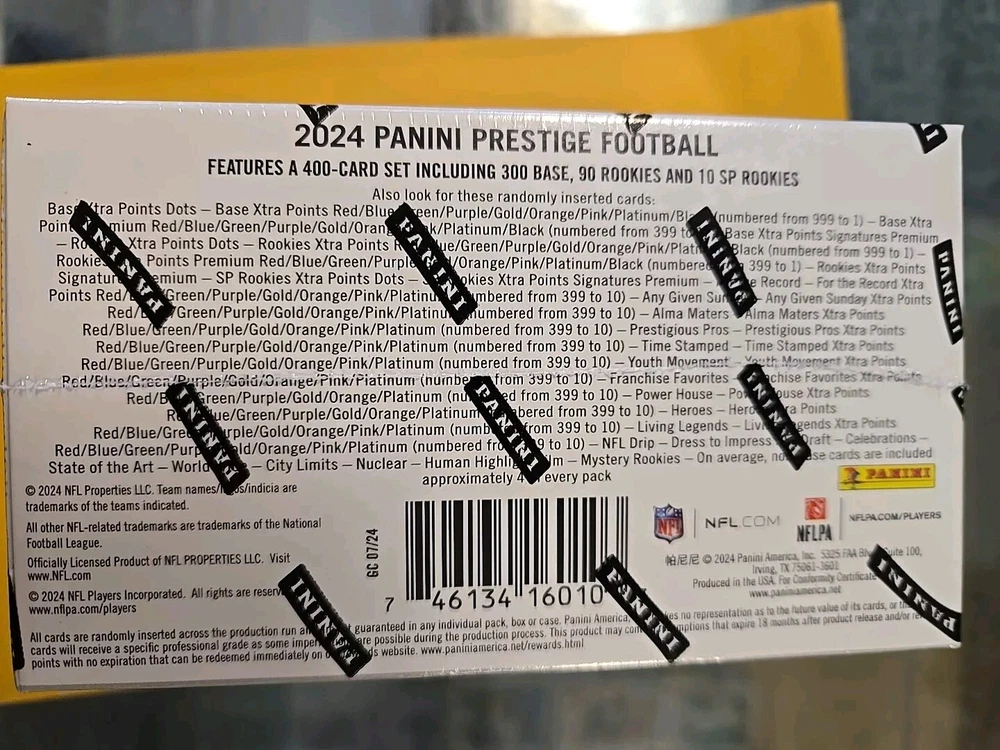 2024 PANINI PRESTIGE FOOTBALL
FEATURES A 400-CARD SET INCLUDING 300 BASE, 90 ROOKIES AND 10 SP ROOKIES
Also look for these randomly inserted cards:
Base Xtra Points Dots – Base Xtra Points Red/Blue/Green/Purple/Gold/Orange/Pink/Platinum/Black (numbered from 999 to 1) – Base Xtra
Points Premium Red/Blue/Green/Purple/Gold/Orange/Pink/Platinum/Black (numbered from 399 to Base Xtra Points Signatures Premium
– Rookies Xtra Points Dots – Rookies Xtra Points Green/Purple/Gold/Orange/Pink/Platinum/Black (numbered from 999 to 1) –
Rookies Points Premium Red/Blue/Green/Purple/Gold/Orange/Pink/Platinum/Black (numbered 399 to 1) – Rookies Xtra Points
Signatures Premium – SP Rookies Xtra Points Dots – Rookies Xtra Points Signatures Premium – the Record – For the Record Xtra
Points Red/Blue/Green/Purple/Gold/Orange/Pink/Platinum (numbered from 399 to 10) – Any Given Sunday – Any Given Sunday Xtra Points
Red/Blue/Green/Purple/Gold/Orange/Pink/Platinum (numbered from 399 to 10) – Alma Maters – Alma Maters Xtra Points
Red/Blue/Green/Purple/Gold/Orange/Pink/Platinum (numbered from 399 to 10) – Prestigious Pros – Prestigious Pros Xtra Points
Red/Blue/Green/Purple/Gold/Orange/Pink/Platinum (numbered from 399 to 10) – Time Stamped – Time Stamped Xtra Points
Red/Blue/Green/Purple/Gold/Orange/Pink/Platinum (numbered from 399 to 10) – Youth Movement – Youth Movement Xtra Points
Red/Blue/Green/Purple/Gold/Orange/Pink/Platinum (numbered from 399 to 10) – Franchise Favorites – Franchise Favorites Xtra Points
Red/Blue/Green/Purple/Gold/Orange/Pink/Platinum (numbered from 399 to 10) – Power House – Power House Xtra Points
Red/Blue/Green/Purple/Gold/Orange/Pink/Platinum (numbered from 399 to 10) – Heroes – Heroes Xtra Points
Red/Blue/Green/Purple/Gold/Orange/Pink/Platinum (numbered from 399 to 10) – Living Legends – Living Legends Xtra Points
Red/Blue/Green/Purple/Gold/Orange/Pink/Platinum (numbered from 399 to 10) – NFL Drip – Dress to Impress – Draft – Celebrations –
State of the Art – World – City Limits – Nuclear – Human Highlight Film – Mystery Rookies – On average, non-base cards are included
approximately every pack
PANINI
© 2024 NFL Properties LLC. Team names/logos/indicia are
trademarks of the teams indicated.
All other NFL-related trademarks are trademarks of the National
Football League.
Officially Licensed Product of NFL PROPERTIES LLC. Visit
www.NFL.com
© 2024 NFL Players Incorporated. All rights are reserved.
www.nflpa.com/players
GC 07/24
7 46134 16010
NFL
NFL.COM
NFLPA
NFLPA.COM/PLAYERS
帕尼尼 © 2024 Panini America, Inc. 5325 FAA Blvd Suite 100,
Irving, TX 75061-3601
Produced in the USA. For Conformity Certificate
www.paniniamerica.net
All cards are randomly inserted across the production run and guaranteed in any individual pack, box or case. Panini America, makes no representation as to the future value of its cards, or
cards will receive a specific professional grade as some are possible during the production process. This product may redemptions that expire 18 months after product release and/or
points with no expiration that can be redeemed immediately on website. www.paniniamerica.net/rewards.html
PANINI
PANINI
PANINI
PANINI
PANINI
PANINI
PANINI
PANINI
PANINI
PANINI